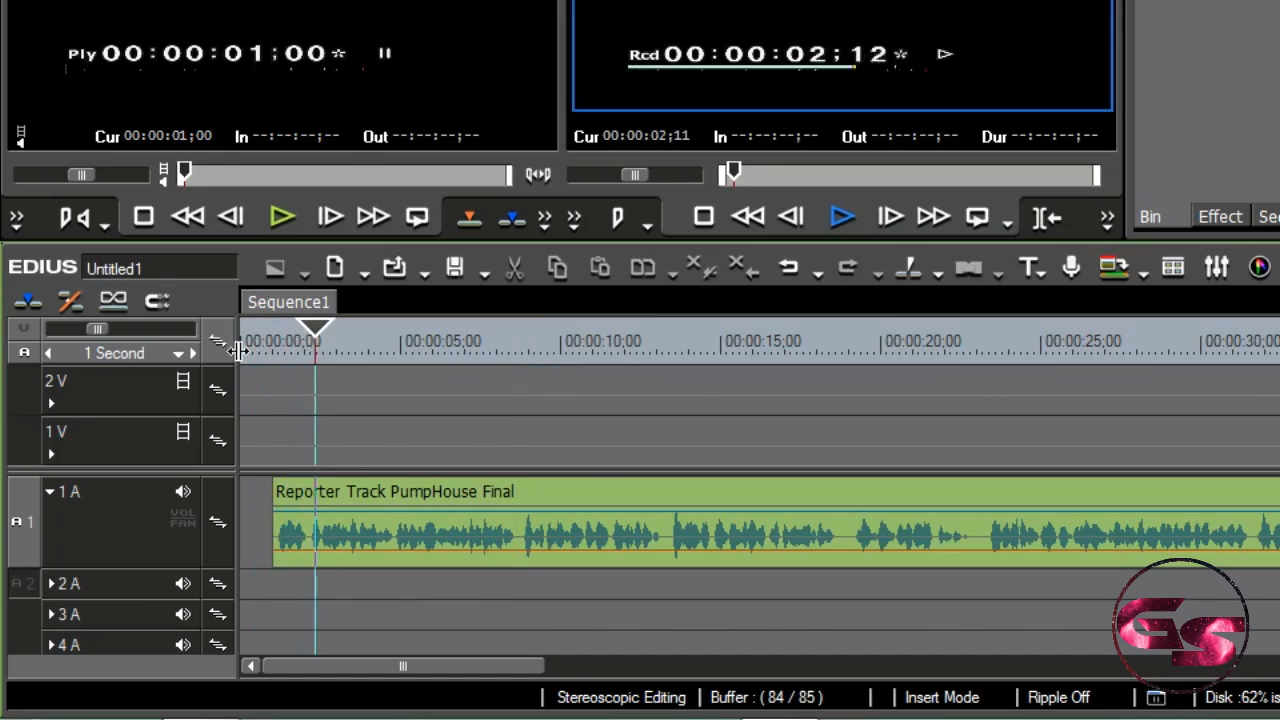 Ply 00:00:01;00 *
Rcd 00:00:02;12 *
Cur 00:00:01;00 In --:--:--;-- Out --:--:--;--
Cur 00:00:02;11 In --:--:--;-- Out --:--:--;-- Dur --:--:--;--
Bin Effect Se
EDIUS Untitled1
Sequence1
00:00:00;00 00:00:05;00 00:00:10;00 00:00:15;00 00:00:20;00 00:00:25;00 00:00:30;0
A 1 Second
2 V
1 V
1 A Reporter Track PumpHouse Final
VOL
PAN
A 1
A 2 2 A
3 A
4 A
GS
Stereoscopic Editing Buffer : ( 84 / 85 ) Insert Mode Ripple Off Disk :62% is